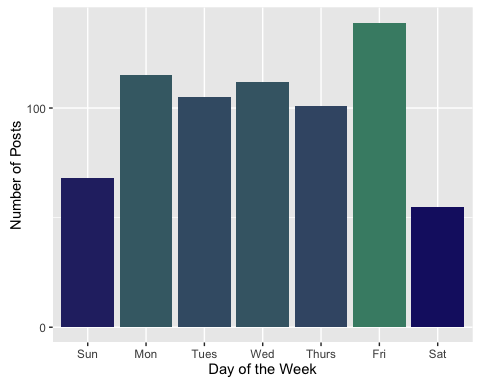 Number of Posts
100
0
Sun Mon Tues Wed Thurs Fri Sat
Day of the Week